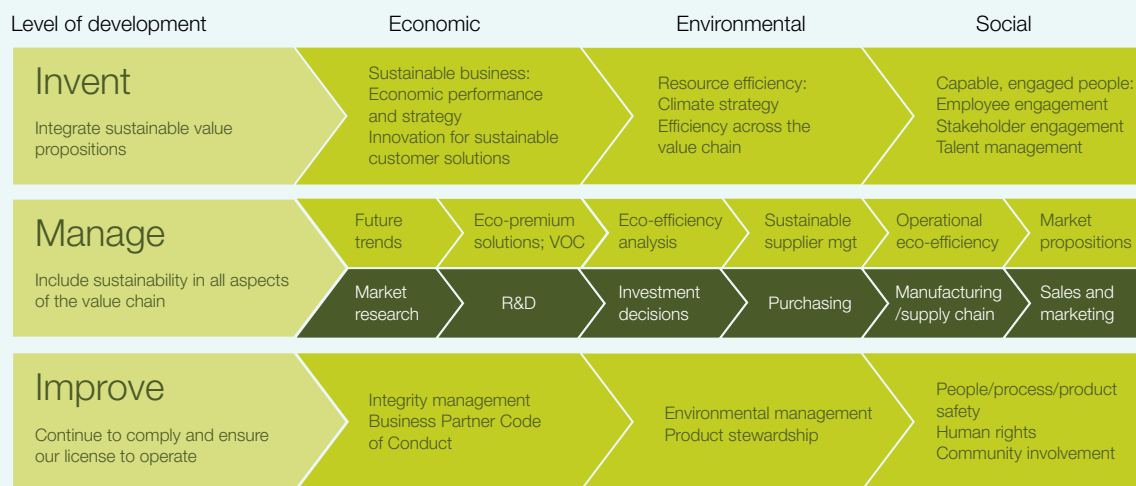 Level of development
Economic
Environmental
Social
Invent
Integrate sustainable value
propositions
Sustainable business:
Economic performance
and strategy
Innovation for sustainable
customer solutions
Resource efficiency:
Climate strategy
Efficiency across the
value chain
Capable, engaged people:
Employee engagement
Stakeholder engagement
Talent management
Manage
Include sustainability in all aspects
of the value chain
Future
trends
Eco-premium
solutions; VOC
Eco-efficiency
analysis
Sustainable
supplier mgt
Operational
eco-efficiency
Market
propositions
Market
research
R&D
Investment
decisions
Purchasing
Manufacturing
/supply chain
Sales and
marketing
Improve
Continue to comply and ensure
our license to operate
Integrity management
Business Partner Code
of Conduct
Environmental management
Product stewardship
People/process/product
safety
Human rights
Community involvement